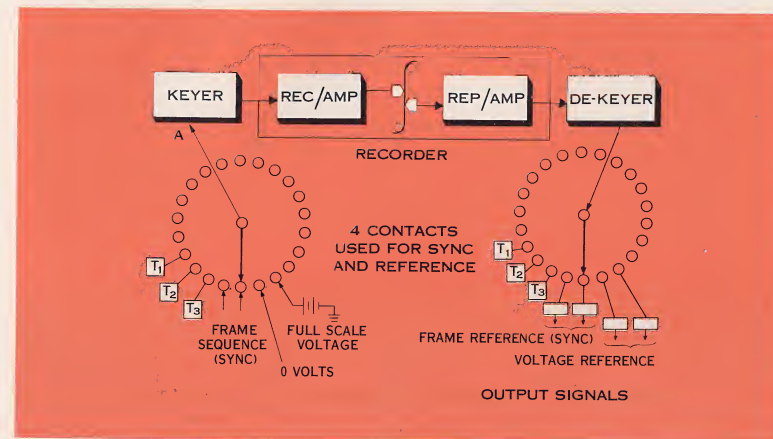 KEYER
REC/AMP
REP/AMP
DE-KEYER
A
RECORDER
4 CONTACTS
USED FOR SYNC
AND REFERENCE
T1
T2
T3
FRAME
SEQUENCE
(SYNC)
FULL SCALE
VOLTAGE
0 VOLTS
T1
T2
T3
FRAME REFERENCE (SYNC)
VOLTAGE REFERENCE
OUTPUT SIGNALS